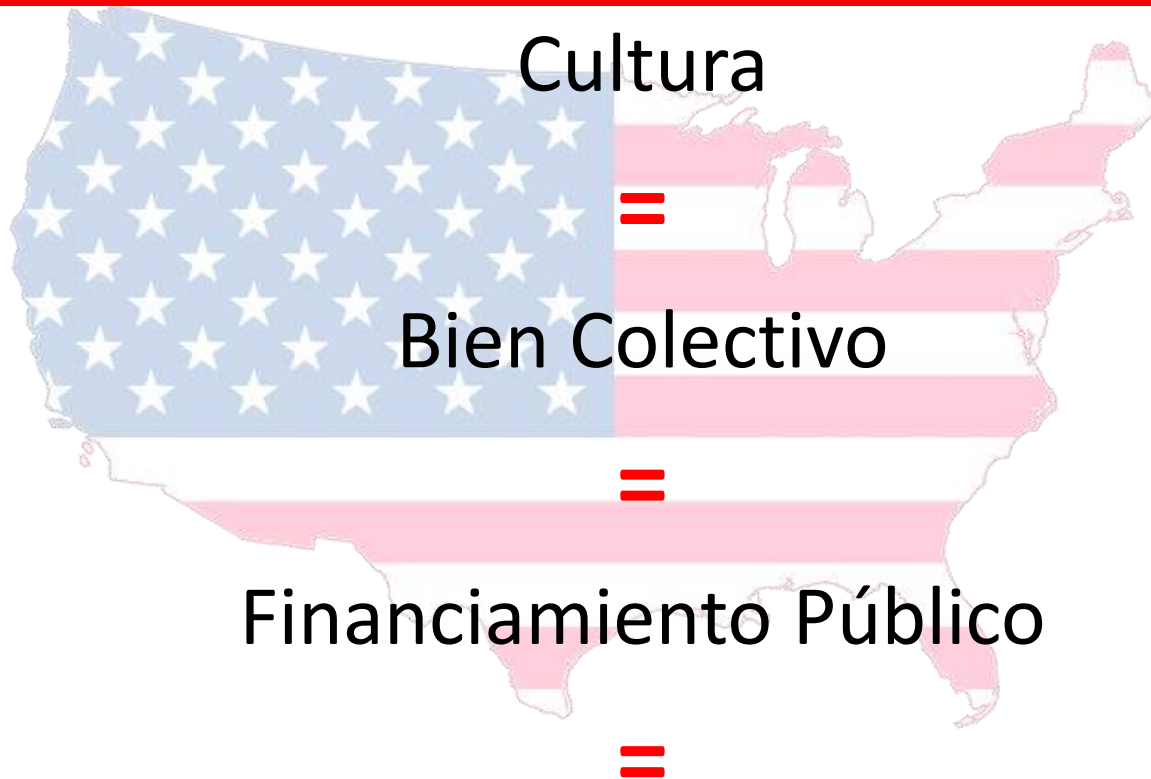 Cultura
=
Bien Colectivo
=
Financiamiento Público
=